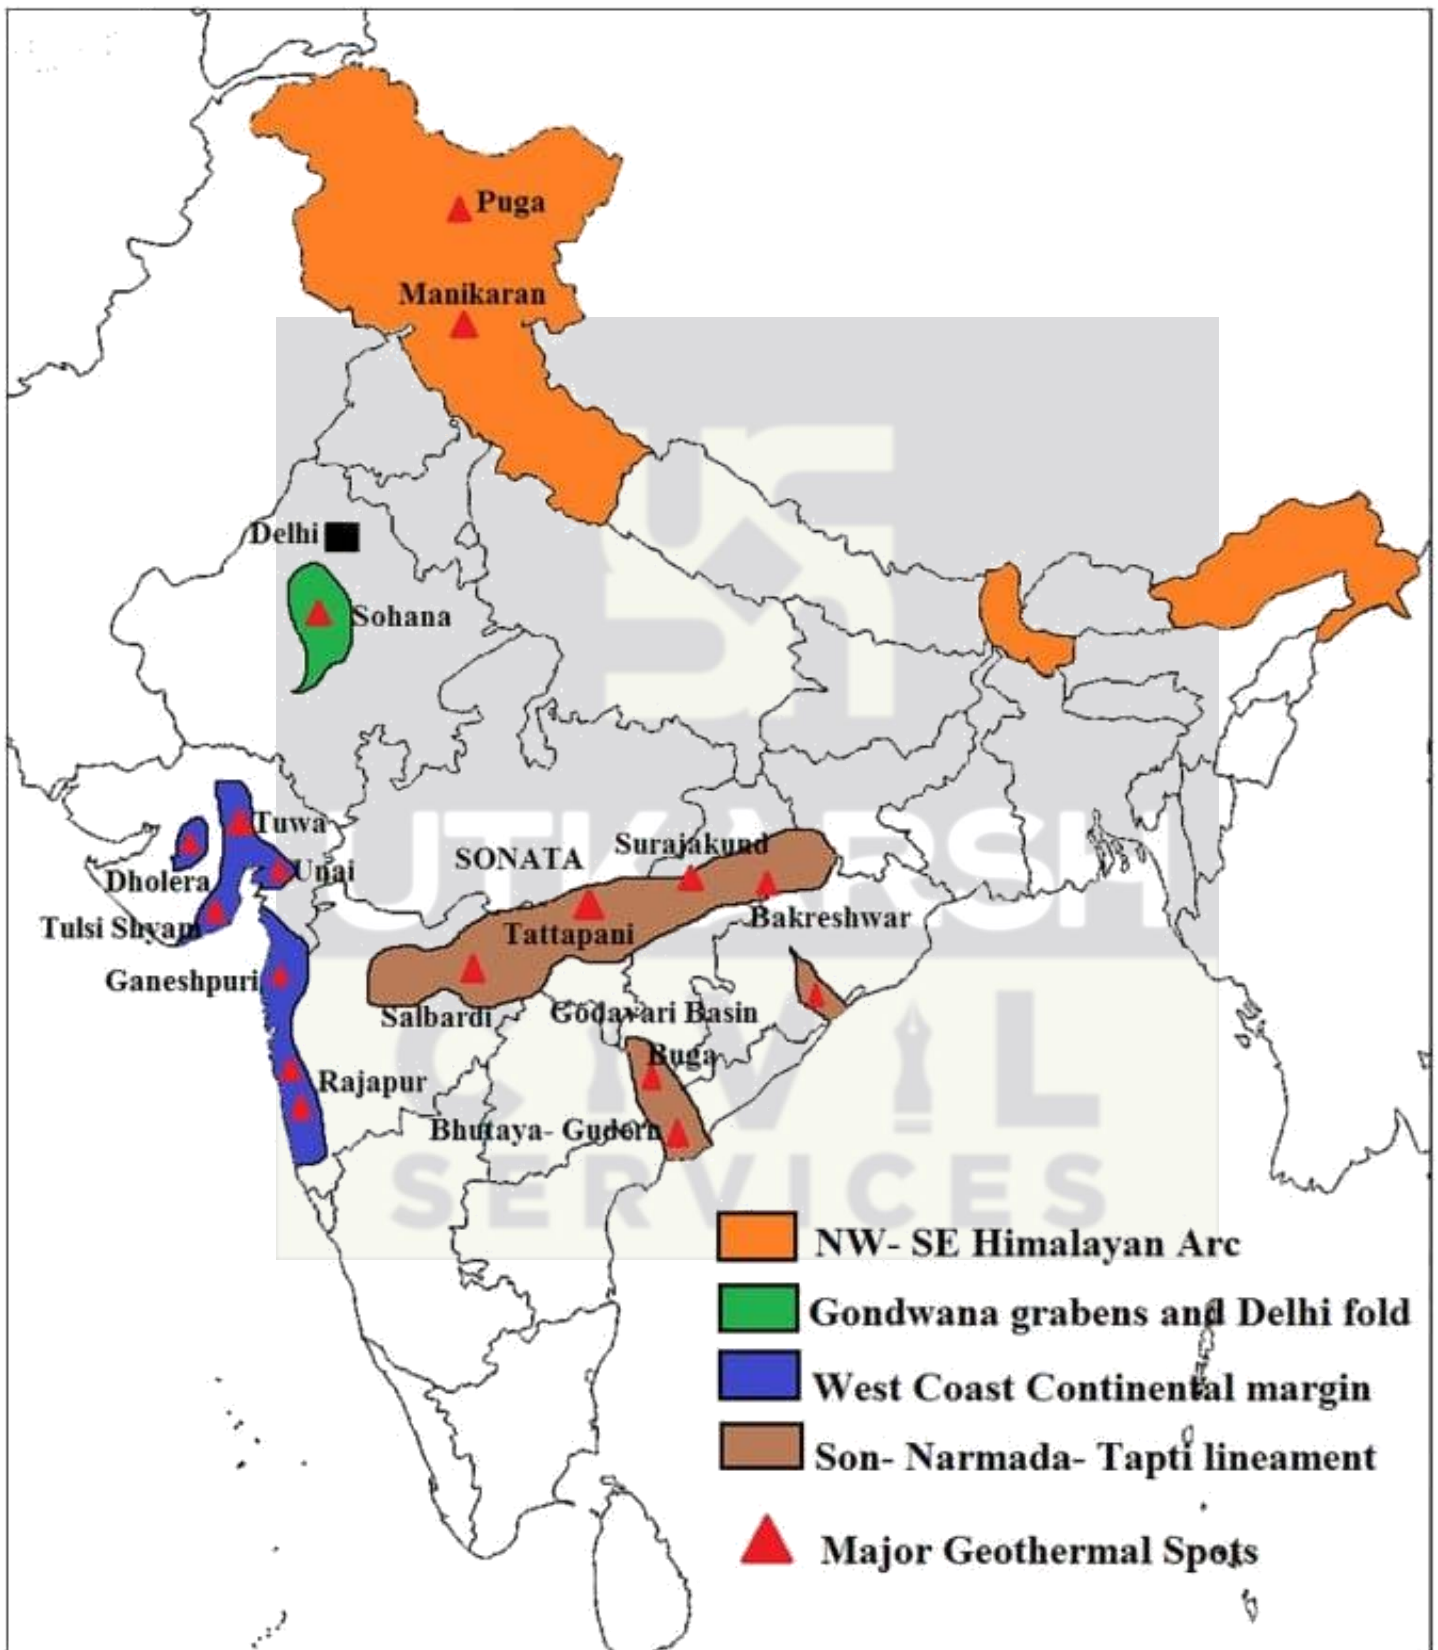 Puga
Manikaran
Delhi
Sohana
Tuwa
Surajakund
SONATA
Unai
Dholera
Bakreshwar
Tulsi Shyam
Tattapani
Ganeshpuri
Salbardi
Godavari Basin
Buga
Rajapur
Bhutaya- Gudem
UTKARSH
CIVIL
SERVICES
NW- SE Himalayan Arc
Gondwana grabens and Delhi fold
West Coast Continental margin
Son- Narmada- Tapti lineament
Major Geothermal Spots